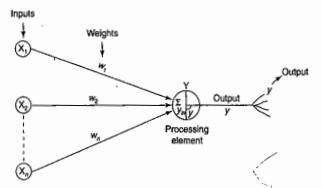 Inputs
Weights
X1
w1
Y
Output
y
X2
w2
Σ
y
Output
y
Processing
element
wn
Xn